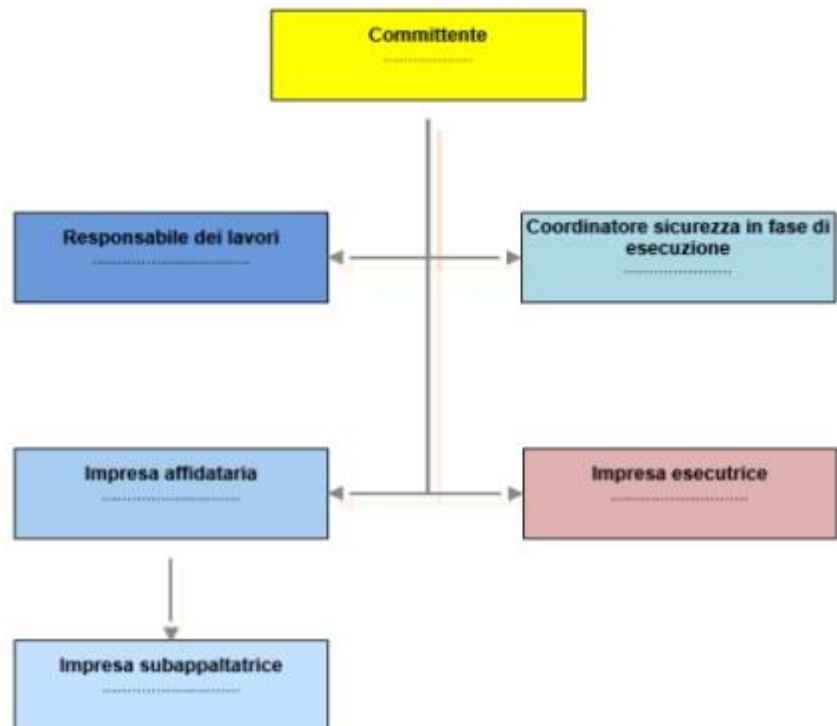 Committente
....................
Responsabile dei lavori
....................................
Coordinatore sicurezza in fase di
esecuzione
.........................
Impresa affidataria
................................
Impresa esecutrice
................................
Impresa subappaltatrice
................................